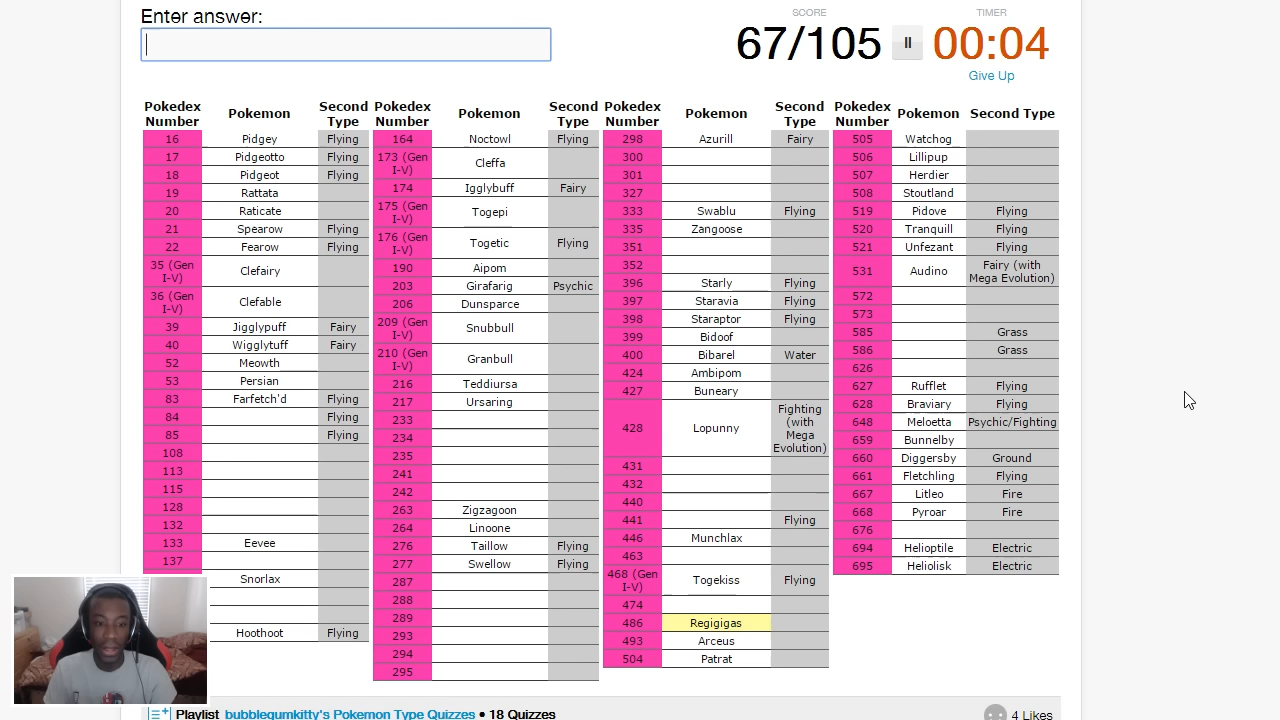 Enter answer:
SCORE
67/105
TIMER
00:04
Give Up
Pokedex Number Pokemon Second Type
16 Pidgey Flying
17 Pidgeotto Flying
18 Pidgeot Flying
19 Rattata
20 Raticate
21 Spearow Flying
22 Fearow Flying
35 (Gen I-V) Clefairy
36 (Gen I-V) Clefable
39 Jigglypuff Fairy
40 Wigglytuff Fairy
52 Meowth
53 Persian
83 Farfetch'd Flying
84 Flying
85 Flying
108
113
115
128
132
133 Eevee
137
Snorlax
Hoothoot Flying
Pokedex Number Pokemon Second Type
164 Noctowl Flying
173 (Gen I-V) Cleffa
174 Igglybuff Fairy
175 (Gen I-V) Togepi
176 (Gen I-V) Togetic Flying
190 Aipom
203 Girafarig Psychic
206 Dunsparce
209 (Gen I-V) Snubbull
210 (Gen I-V) Granbull
216 Teddiursa
217 Ursaring
233
234
235
241
242
263 Zigzagoon
264 Linoone
276 Taillow Flying
277 Swellow Flying
287
288
289
293
294
295
Pokedex Number Pokemon Second Type
298 Azurill Fairy
300
301
327
333 Swablu Flying
335 Zangoose
351
352
396 Starly Flying
397 Staravia Flying
398 Staraptor Flying
399 Bidoof
400 Bibarel Water
424 Ambipom
427 Buneary
428 Lopunny Fighting (with Mega Evolution)
431
432
440
441 Flying
446 Munchlax
463
468 (Gen I-V) Togekiss Flying
474
486 Regigigas
493 Arceus
504 Patrat
Pokedex Number Pokemon Second Type
505 Watchog
506 Lillipup
507 Herdier
508 Stoutland
519 Pidove Flying
520 Tranquill Flying
521 Unfezant Flying
531 Audino Fairy (with Mega Evolution)
572
573
585 Grass
586 Grass
626
627 Rufflet Flying
628 Braviary Flying
648 Meloetta Psychic/Fighting
659 Bunnelby
660 Diggersby Ground
661 Fletchling Flying
667 Litleo Fire
668 Pyroar Fire
676
694 Helioptile Electric
695 Heliolisk Electric
Playlist bubblegumkitty's Pokemon Type Quizzes • 18 Quizzes
4 Likes